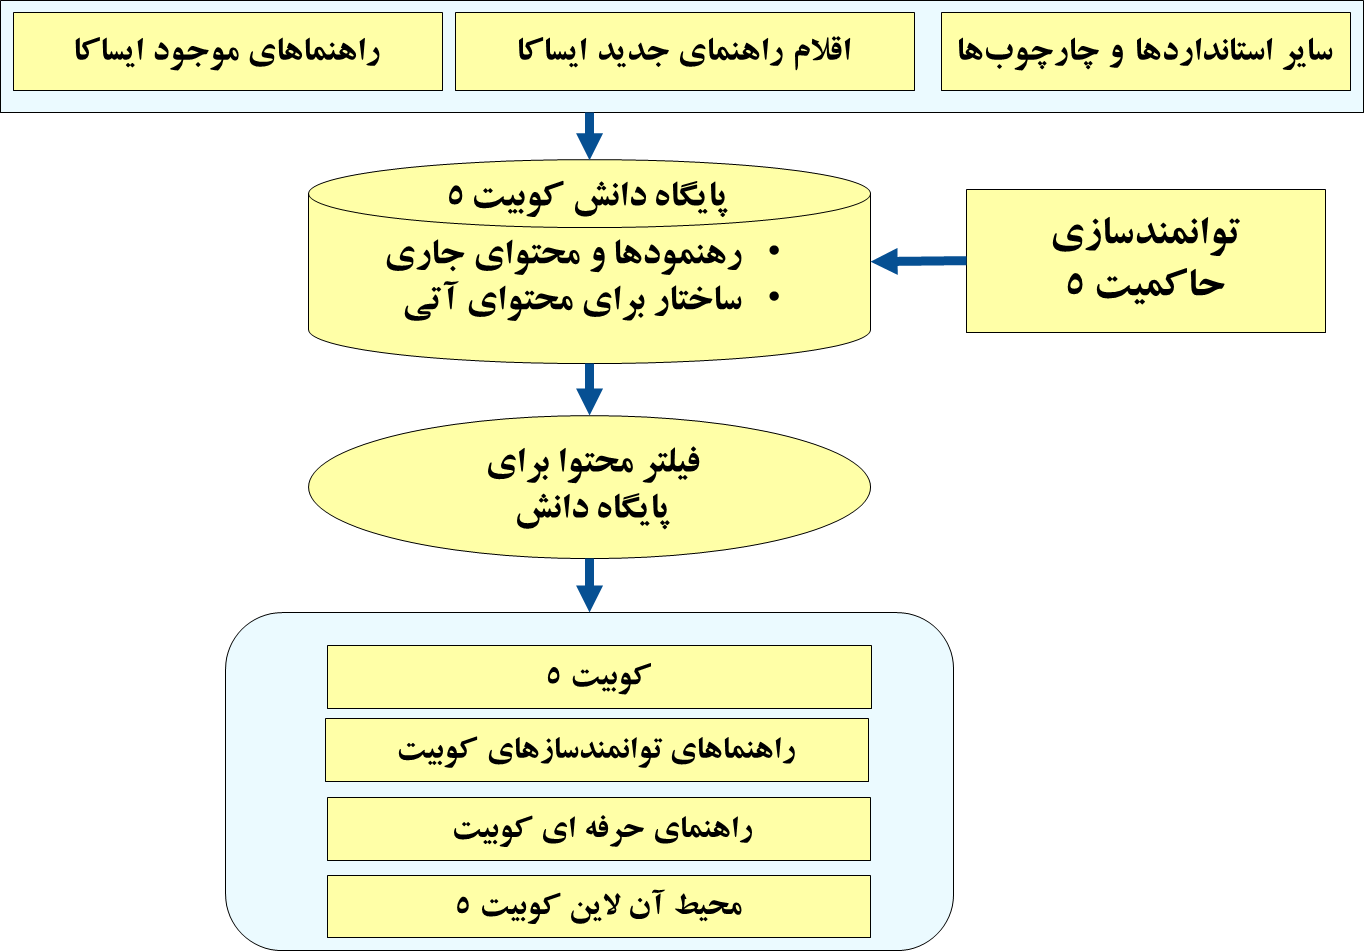 سایر استانداردها و چارچوب‌ها
اقلام راهنمای جدید ایساکا
راهنماهای موجود ایساکا
پایگاه دانش کوبیت ۵
• رهنمودها و محتوای جاری
• ساختار برای محتوای آتی
توانمندسازی
حاکمیت ۵
فیلتر محتوا برای
پایگاه دانش
کوبیت ۵
راهنماهای توانمندسازهای کوبیت
راهنمای حرفه ای کوبیت
محیط آن لاین کوبیت ۵